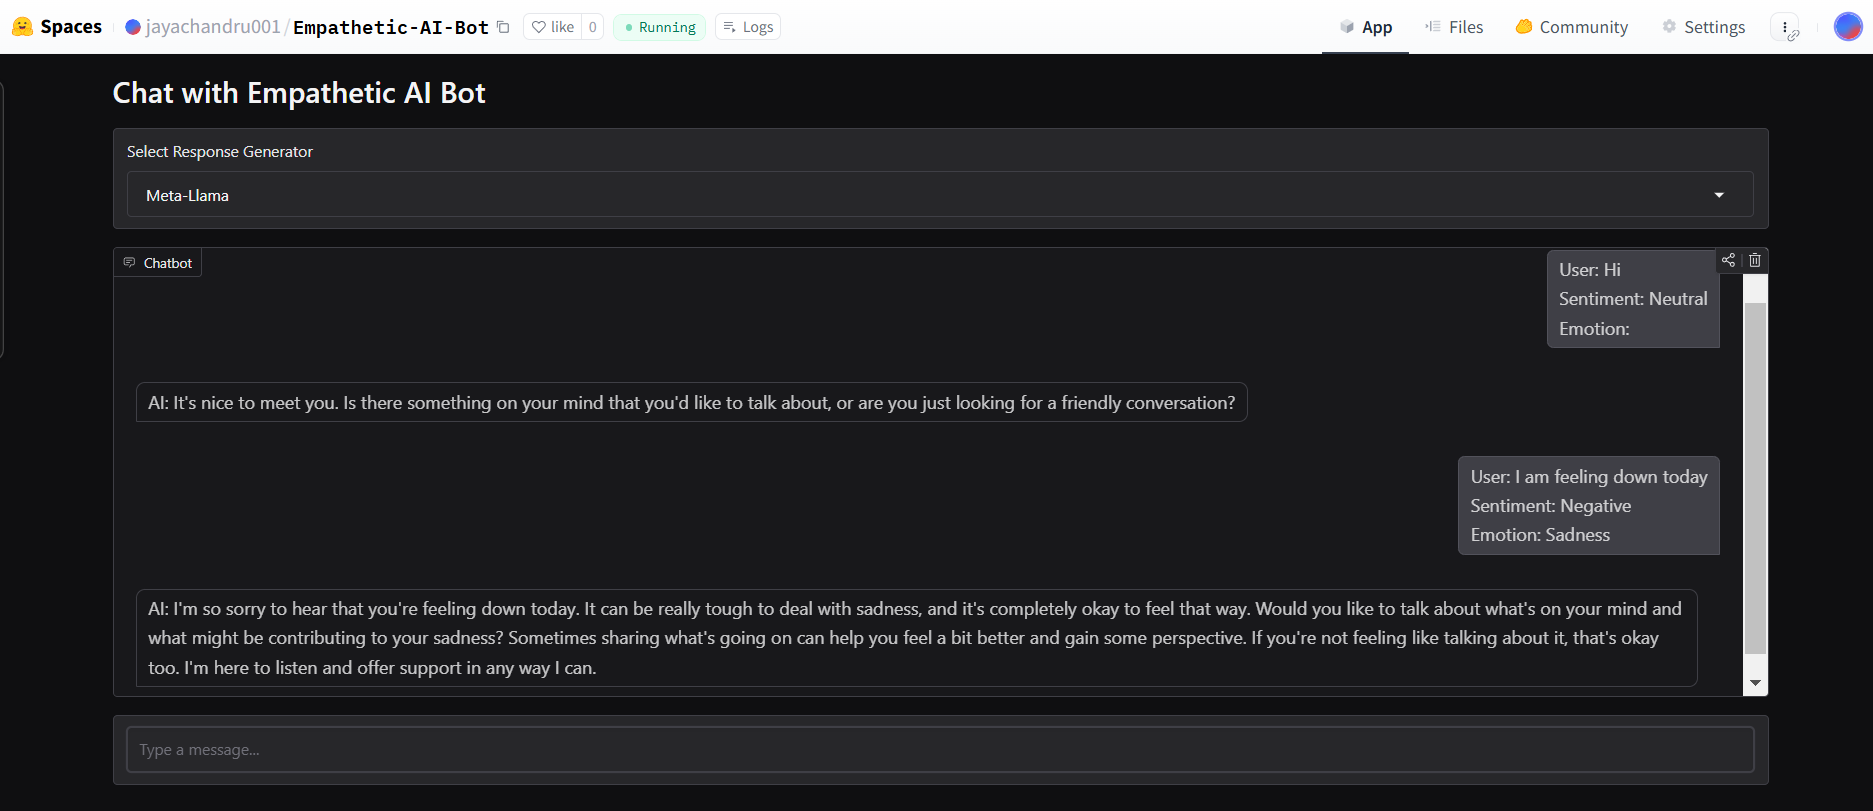 Spaces jayachandru001/Empathetic-AI-Bot like 0 Running Logs App Files Community Settings
Chat with Empathetic AI Bot
Select Response Generator
Meta-Llama
Chatbot
User: Hi
Sentiment: Neutral
Emotion:
AI: It's nice to meet you. Is there something on your mind that you'd like to talk about, or are you just looking for a friendly conversation?
User: I am feeling down today
Sentiment: Negative
Emotion: Sadness
AI: I'm so sorry to hear that you're feeling down today. It can be really tough to deal with sadness, and it's completely okay to feel that way. Would you like to talk about what's on your mind and
what might be contributing to your sadness? Sometimes sharing what's going on can help you feel a bit better and gain some perspective. If you're not feeling like talking about it, that's okay
too. I'm here to listen and offer support in any way I can.
Type a message...